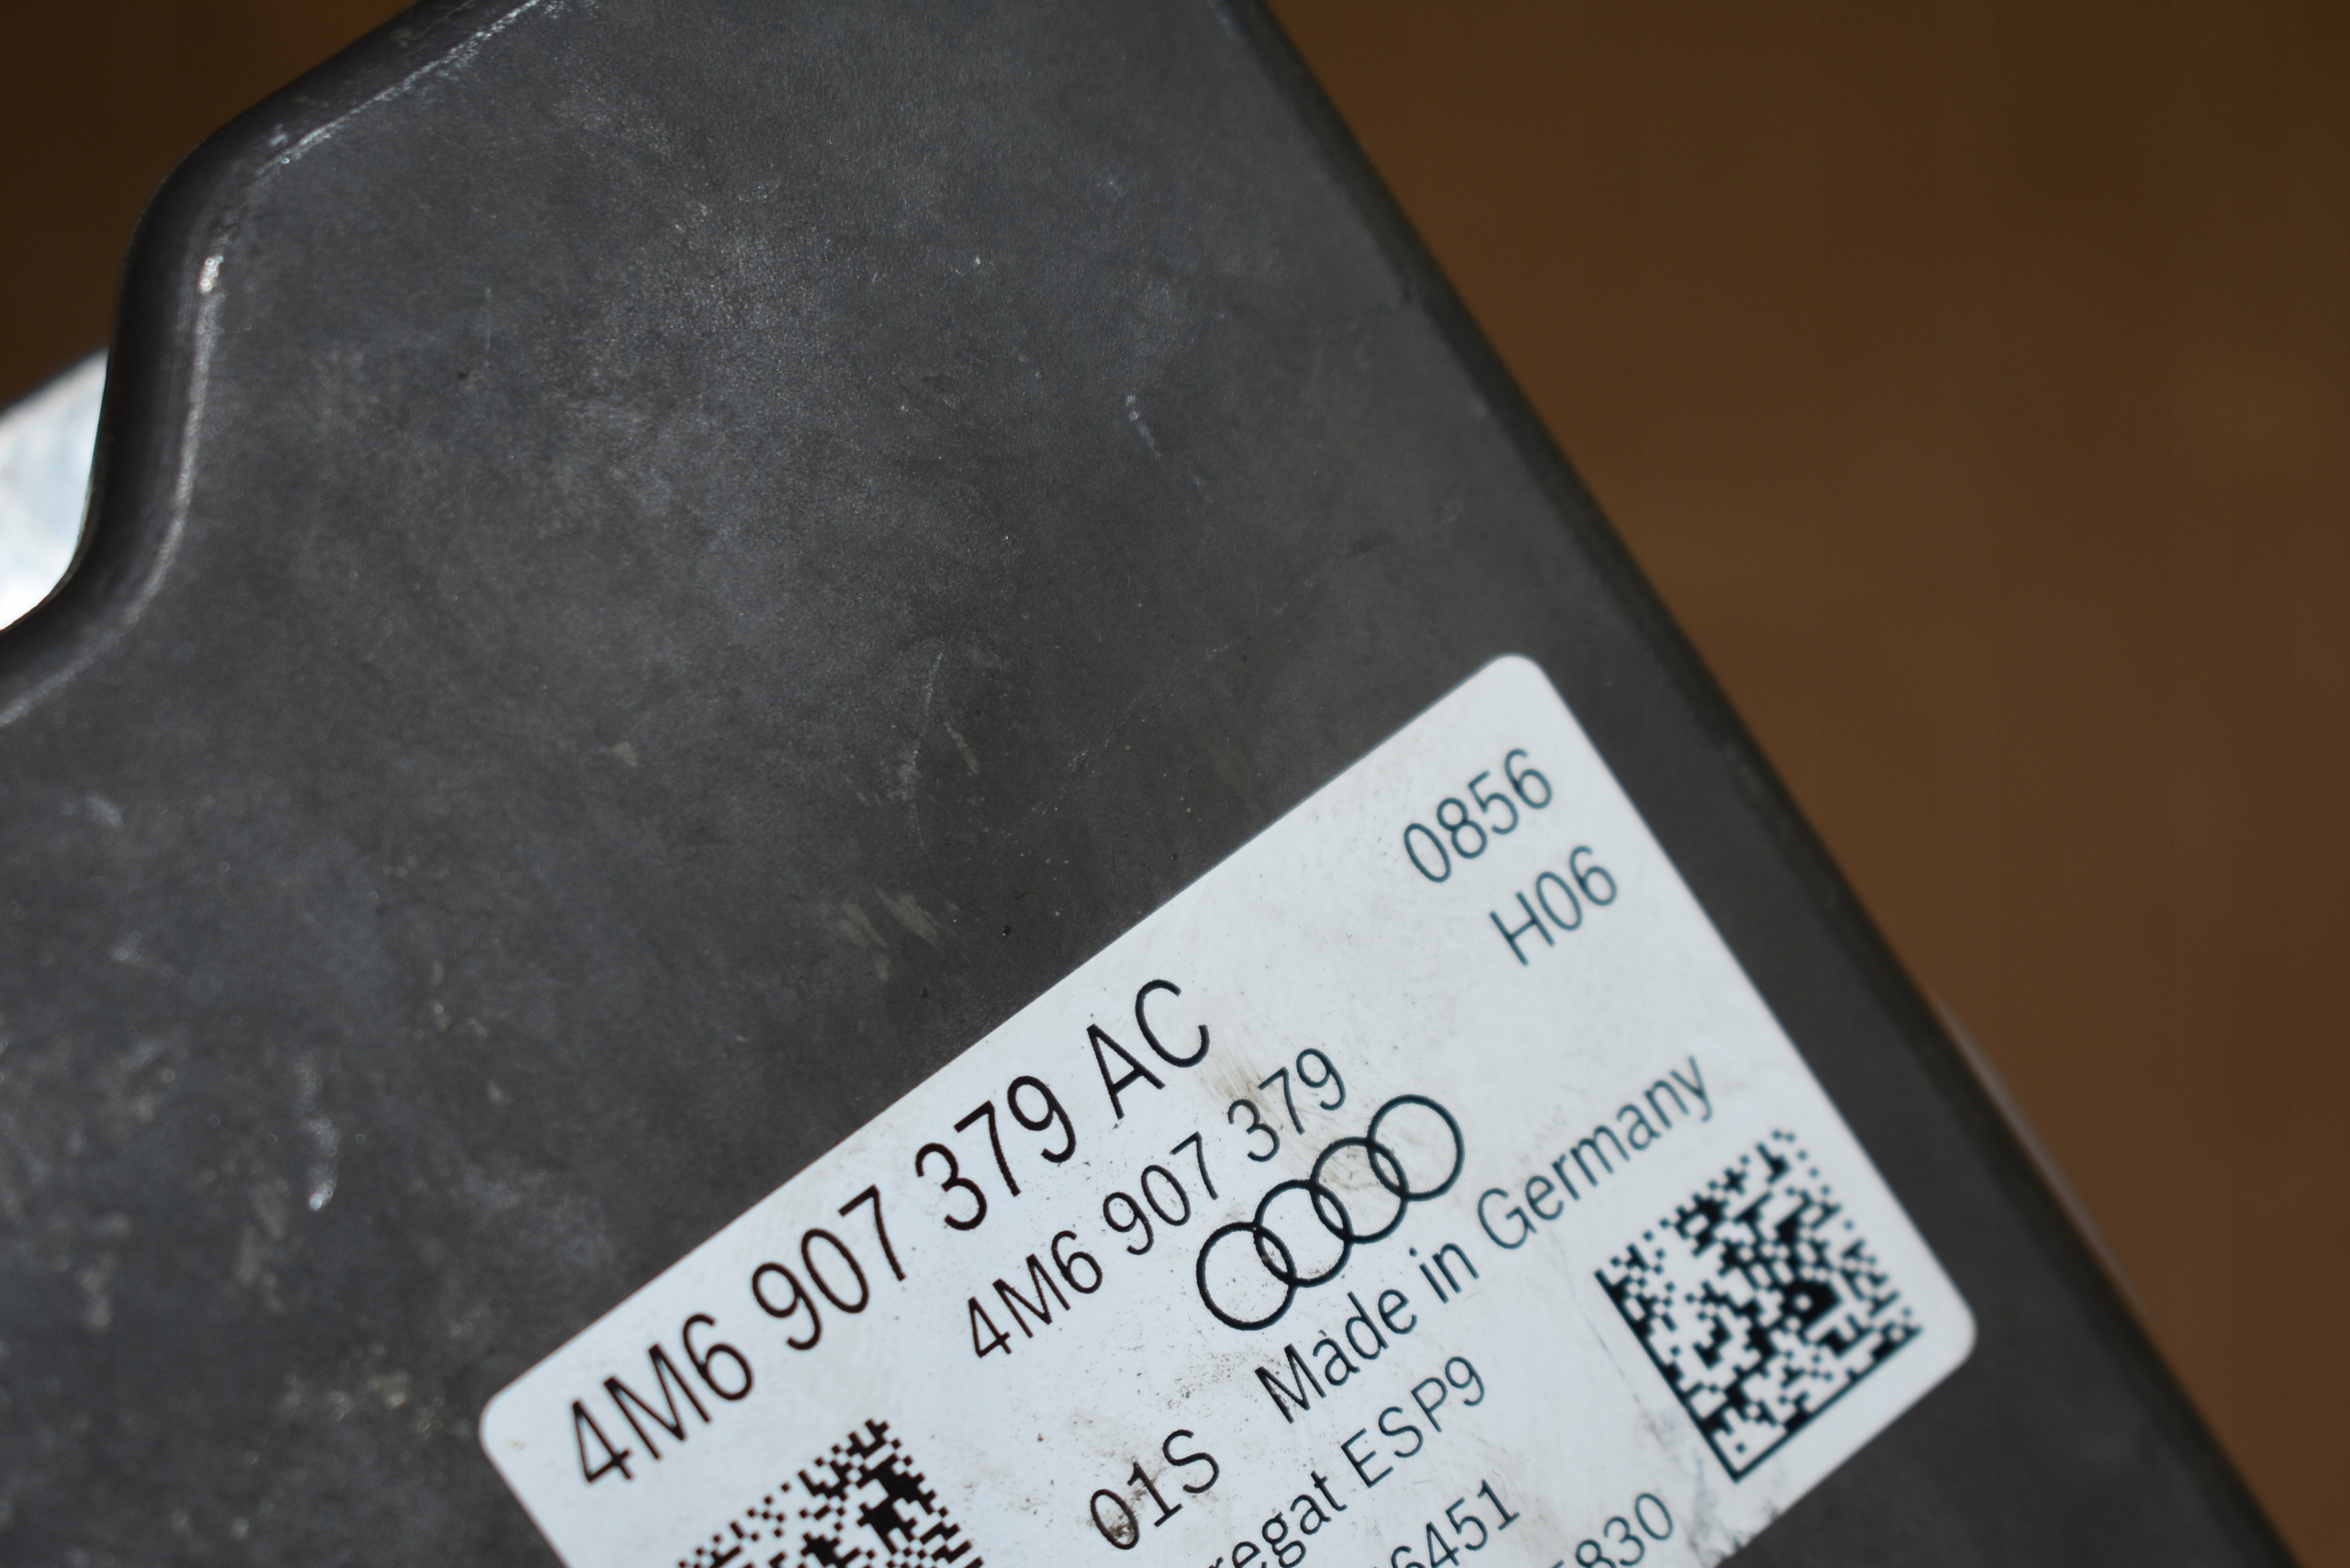 0856
H06
4M6 907 379 AC
4M6 907 379
Made in Germany
01S
ESP9